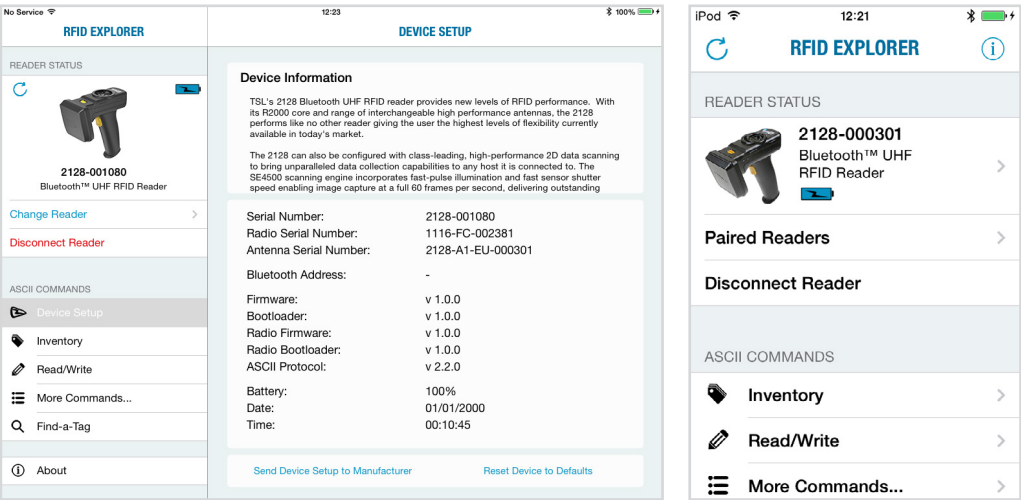 No Service 12:23 100%
RFID EXPLORER
READER STATUS
2128-001080
Bluetooth™ UHF RFID Reader
Change Reader
Disconnect Reader
ASCII COMMANDS
Device Setup
Inventory
Read/Write
More Commands...
Find-a-Tag
About
DEVICE SETUP
Device Information
TSL's 2128 Bluetooth UHF RFID reader provides new levels of RFID performance. With
its R2000 core and range of interchangeable high performance antennas, the 2128
performs like no other reader giving the user the highest levels of flexibility currently
available in today's market.
The 2128 can also be configured with class-leading, high-performance 2D data scanning
to bring unparalleled data collection capabilities to any host it is connected to. The
SE4500 scanning engine incorporates fast-pulse illumination and fast sensor shutter
speed enabling image capture at a full 60 frames per second, delivering outstanding
Serial Number: 2128-001080
Radio Serial Number: 1116-FC-002381
Antenna Serial Number: 2128-A1-EU-000301
Bluetooth Address: -
Firmware: v 1.0.0
Bootloader: v 1.0.0
Radio Firmware: v 1.0.0
Radio Bootloader: v 1.0.0
ASCII Protocol: v 2.2.0
Battery: 100%
Date: 01/01/2000
Time: 00:10:45
Send Device Setup to Manufacturer Reset Device to Defaults
iPod 12:21
RFID EXPLORER
READER STATUS
2128-000301
Bluetooth™ UHF
RFID Reader
Paired Readers
Disconnect Reader
ASCII COMMANDS
Inventory
Read/Write
More Commands...